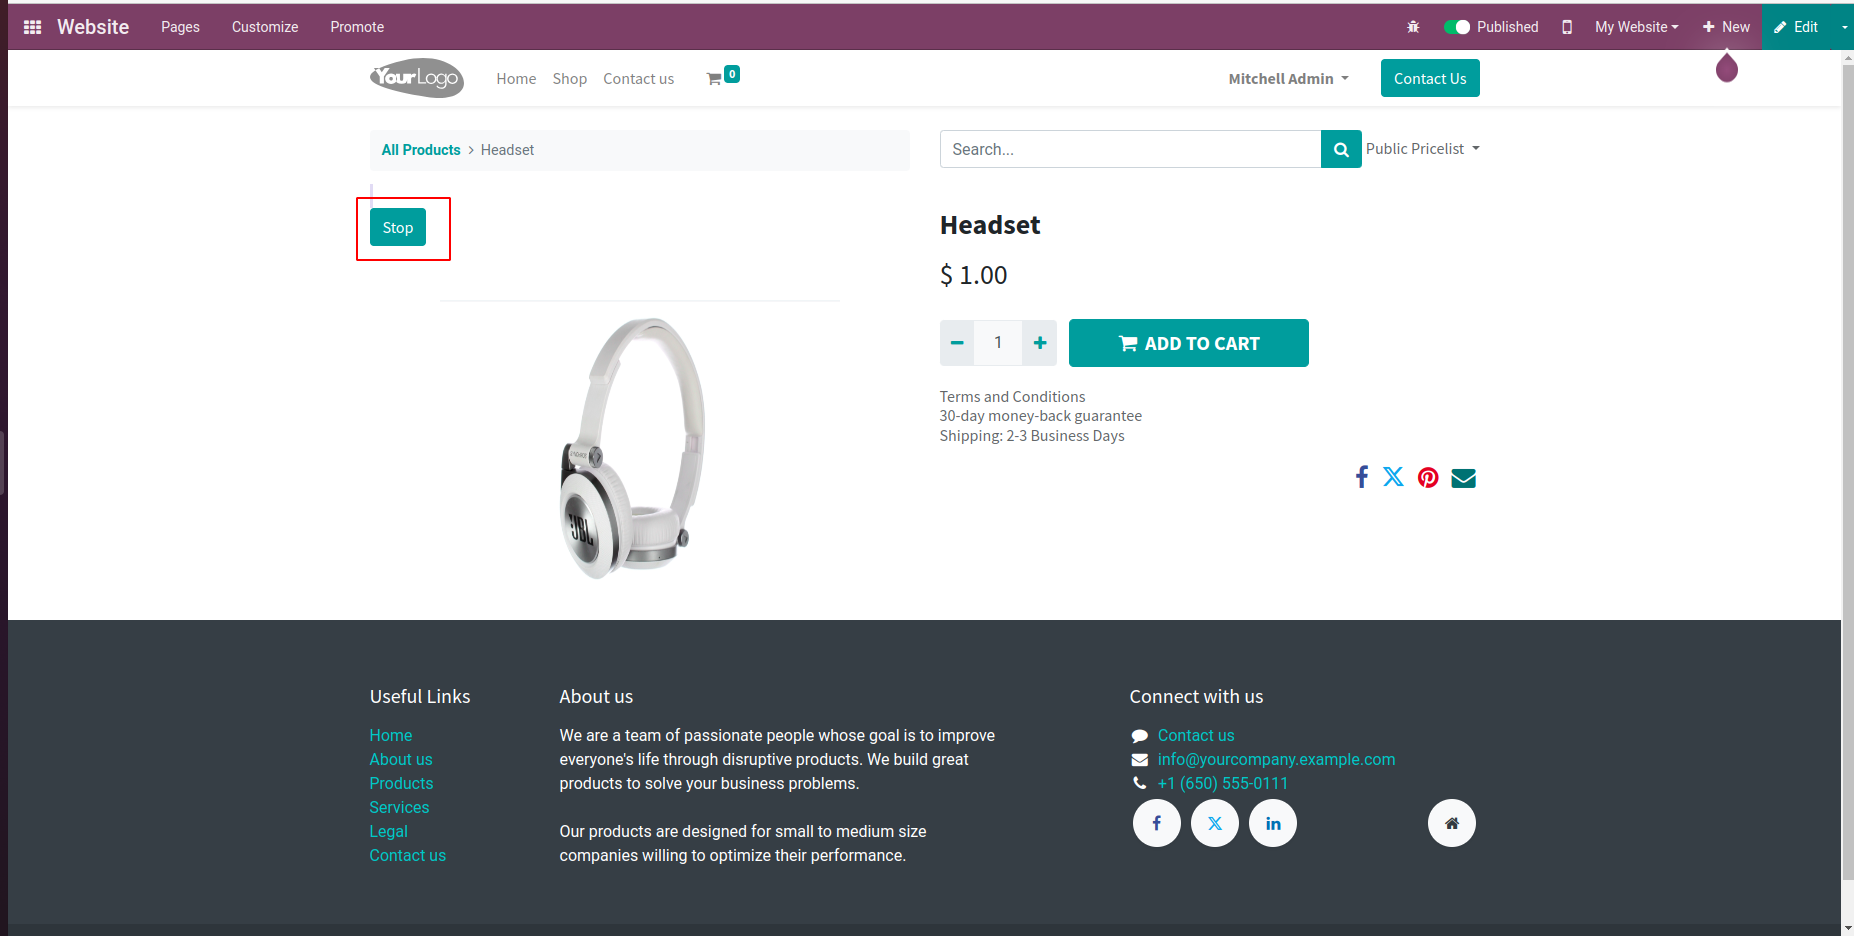 Website Pages Customize Promote Published My Website New Edit
YourLogo Home Shop Contact us 0 Mitchell Admin Contact Us
All Products > Headset
Search... Public Pricelist
Stop
Headset
$ 1.00
1 ADD TO CART
Terms and Conditions
30-day money-back guarantee
Shipping: 2-3 Business Days
JBL
Useful Links
Home
About us
Products
Services
Legal
Contact us
About us
We are a team of passionate people whose goal is to improve
everyone's life through disruptive products. We build great
products to solve your business problems.
Our products are designed for small to medium size
companies willing to optimize their performance.
Connect with us
Contact us
info@yourcompany.example.com
+1 (650) 555-0111